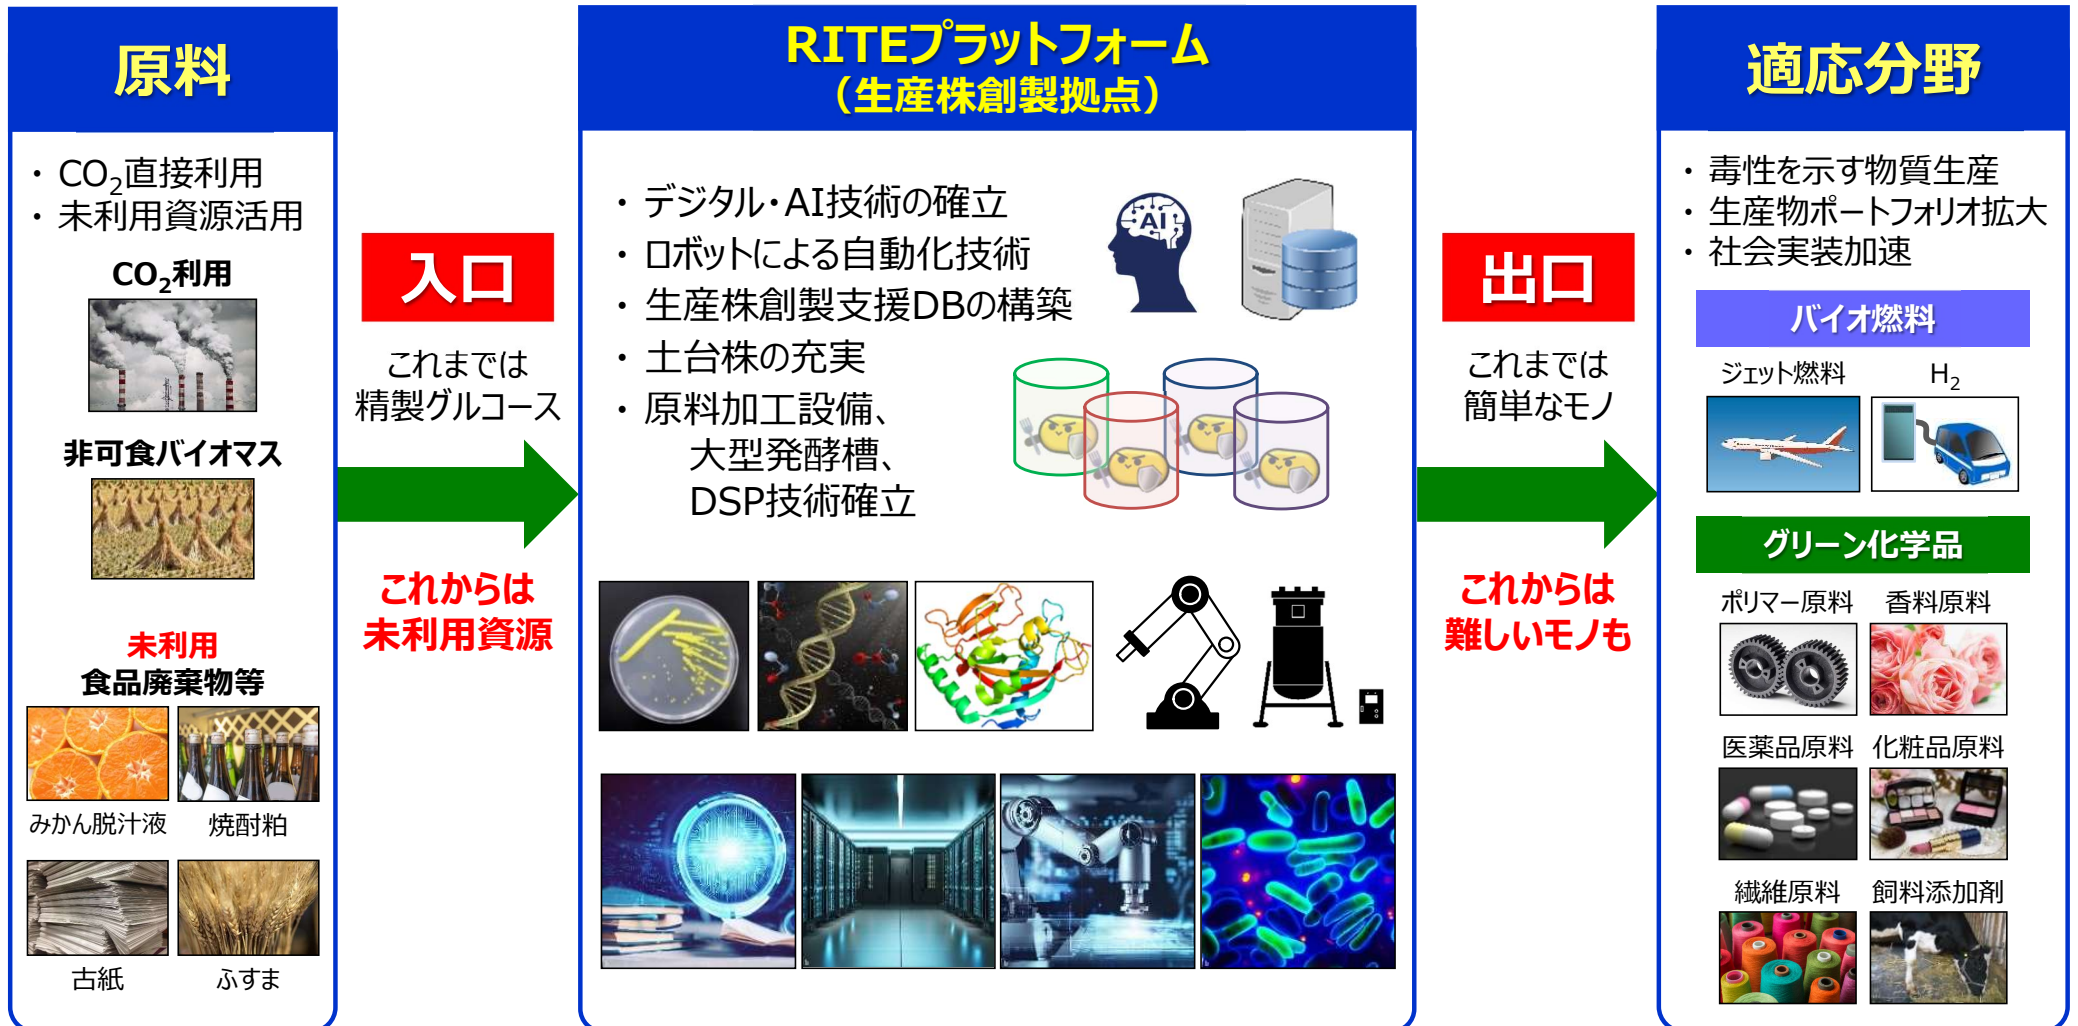 原料
・ CO₂直接利用
・ 未利用資源活用
CO₂利用
非可食バイオマス
未利用
食品廃棄物等
みかん脱汁液
焼酎粕
古紙
ふすま
入口
これまでは
精製グルコース
これからは
未利用資源
RITEプラットフォーム
（生産株創製拠点）
・ デジタル・AI技術の確立
・ ロボットによる自動化技術
・ 生産株創製支援DBの構築
・ 土台株の充実
・ 原料加工設備、
大型発酵槽、
DSP技術確立
AI
出口
これまでは
簡単なモノ
これからは
難しいモノも
適応分野
・ 毒性を示す物質生産
・ 生産物ポートフォリオ拡大
・ 社会実装加速
バイオ燃料
ジェット燃料
H₂
グリーン化学品
ポリマー原料
香料原料
医薬品原料
化粧品原料
繊維原料
飼料添加剤